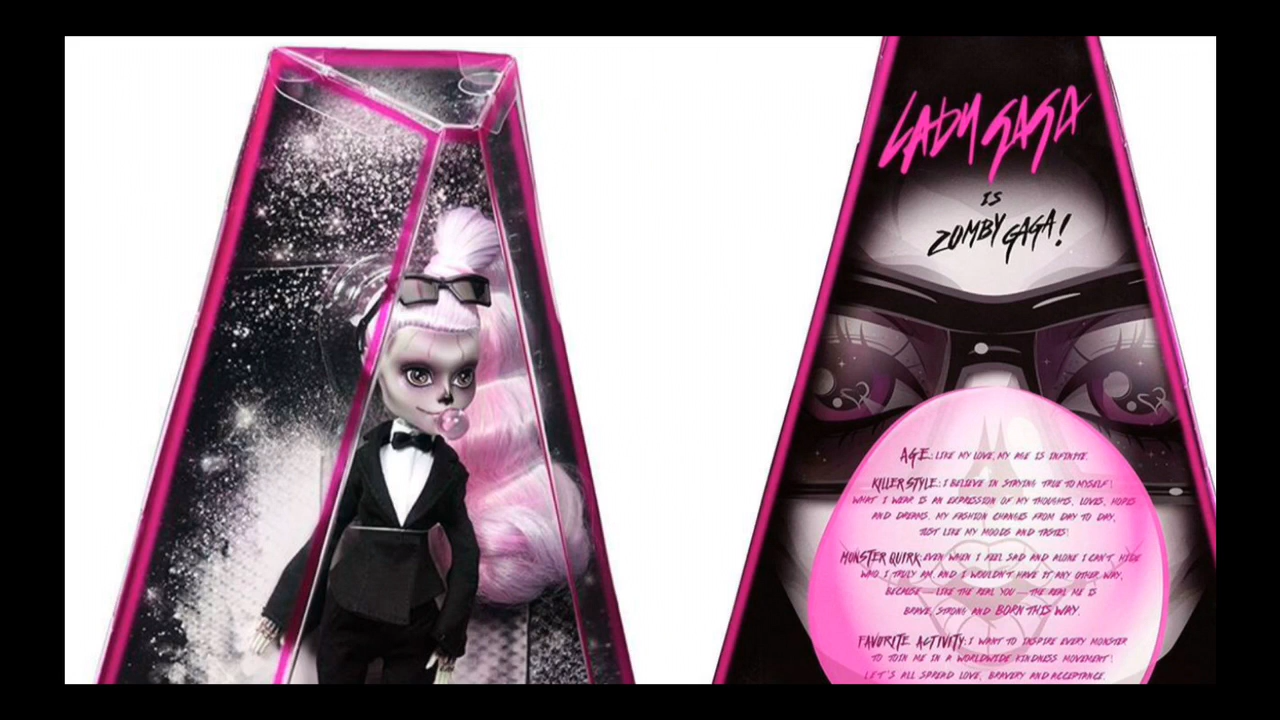 LADY GAGA
IS
ZOMBY GAGA!
AGE: LIKE MY LOVE, MY AGE IS INFINITE.
KILLER STYLE: I BELIEVE IN STAYING TRUE TO MYSELF!
WHAT I WEAR IS AN EXPRESSION OF MY THOUGHTS, LOVES, HOPES
AND DREAMS. MY FASHION CHANGES FROM DAY TO DAY,
JUST LIKE MY MOODS AND TASTES!
MONSTER QUIRK: EVEN WHEN I FEEL SAD AND ALONE I CAN'T HIDE
WHO I TRULY AM. AND I WOULDN'T HAVE IT ANY OTHER WAY,
BECAUSE — LIKE THE REAL YOU — THE REAL ME IS
BRAVE, STRONG AND BORN THIS WAY.
FAVORITE ACTIVITY: I WANT TO INSPIRE EVERY MONSTER
TO JOIN ME IN A WORLDWIDE KINDNESS MOVEMENT!
LET'S ALL SPREAD LOVE, BRAVERY AND ACCEPTANCE.